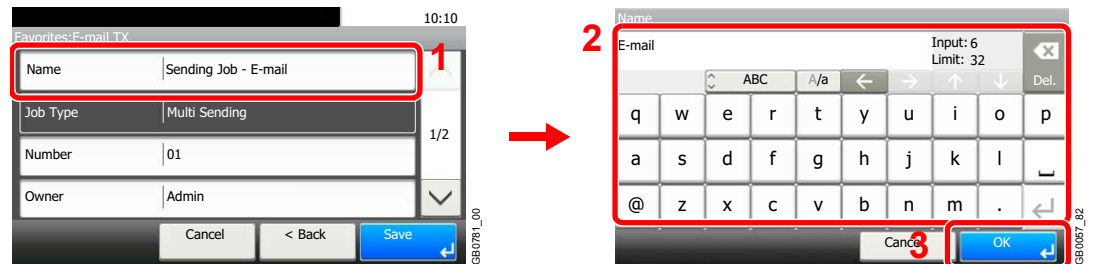 10:10
Favorites:E-mail TX
1
Name Sending Job - E-mail
Job Type Multi Sending
1/2
Number 01
Owner Admin
Cancel < Back Save
GB0781_00
Name
2
E-mail Input: 6
Limit: 32
ABC A/a Del.
q w e r t y u i o p
a s d f g h j k l
@ z x c v b n m .
Cancel 3 OK
GB0057_82